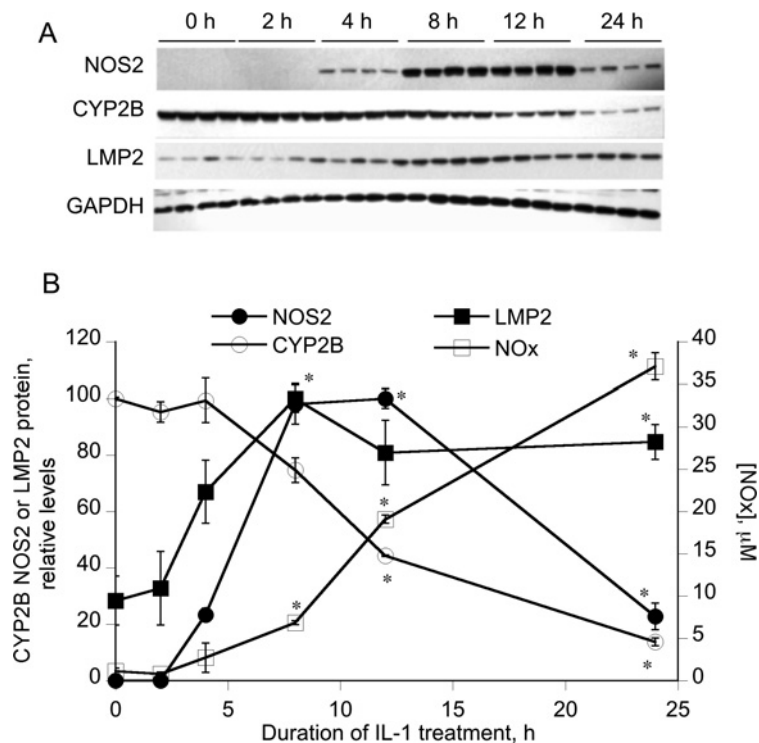 A
0 h 2 h 4 h 8 h 12 h 24 h
NOS2
CYP2B
LMP2
GAPDH
B
NOS2 LMP2
CYP2B NOx
CYP2B NOS2 or LMP2 protein,
relative levels
120
100
80
60
40
20
0
40
35
30
25
20
15
10
5
0
[NOx], μM
* * * * * * * * *
0 5 10 15 20 25
Duration of IL-1 treatment, h